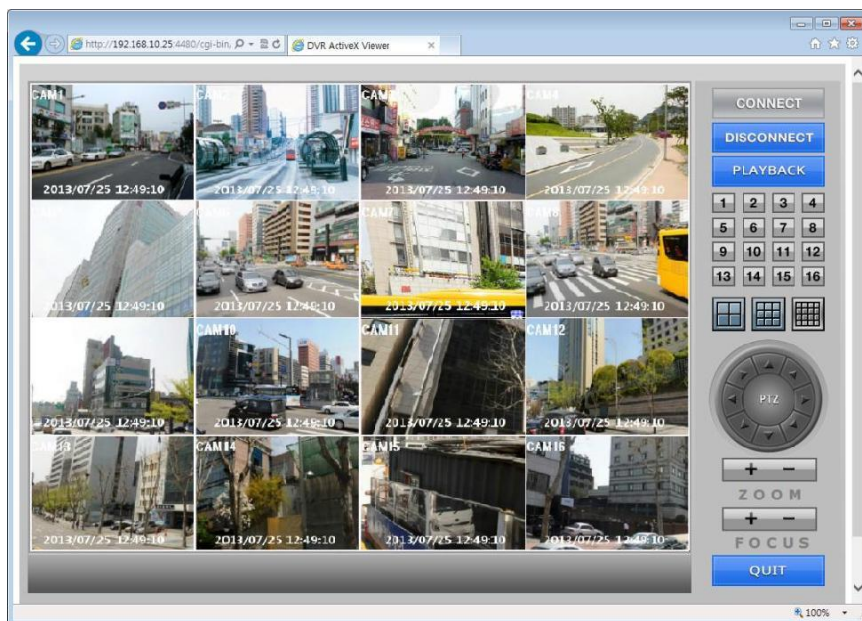 http://192.168.10.25:4480/cgi-bin,
DVR ActiveX Viewer
CAM1
CAM2
CAM3
CAM4
2013/07/25 12:49:10
2013/07/25 12:49:10
2013/07/25 12:49:10
2013/07/25 12:49:10
CAM6
CAM7
CAM8
2013/07/25 12:49:10
2013/07/25 12:49:10
2013/07/25 12:49:10
2013/07/25 12:49:10
CAM10
CAM11
CAM12
2013/07/25 12:49:10
2013/07/25 12:49:10
2013/07/25 12:49:10
2013/07/25 12:49:10
CAM13
CAM14
CAM15
CAM16
2013/07/25 12:49:10
2013/07/25 12:49:10
2013/07/25 12:49:10
2013/07/25 12:49:10
CONNECT
DISCONNECT
PLAYBACK
1 2 3 4
5 6 7 8
9 10 11 12
13 14 15 16
PTZ
+ −
ZOOM
+ −
FOCUS
QUIT
100%